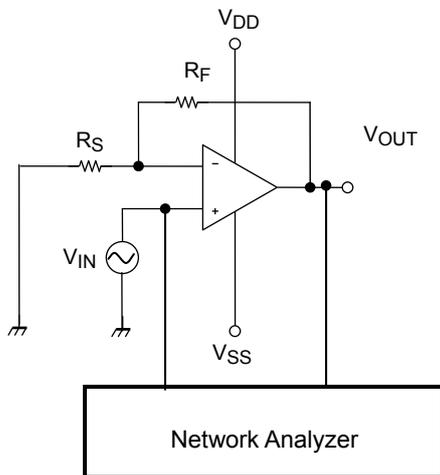 VDD
RF
RS
VOUT
−
+
VIN
VSS
Network Analyzer